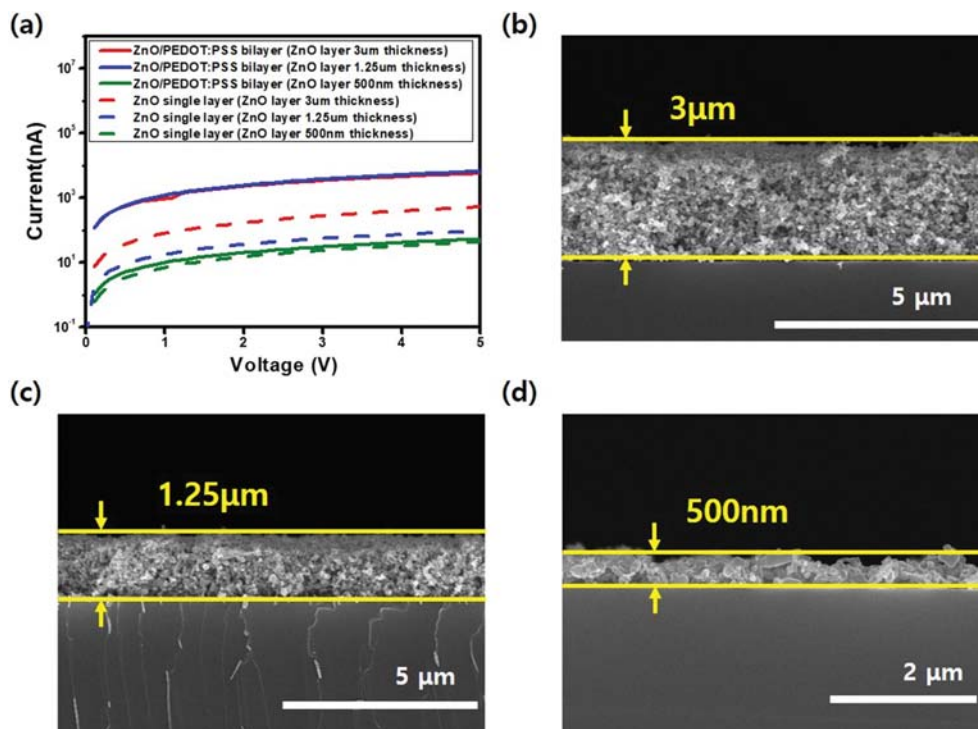 (a)
ZnO/PEDOT:PSS bilayer (ZnO layer 3um thickness)
ZnO/PEDOT:PSS bilayer (ZnO layer 1.25um thickness)
ZnO/PEDOT:PSS bilayer (ZnO layer 500nm thickness)
ZnO single layer (ZnO layer 3um thickness)
ZnO single layer (ZnO layer 1.25um thickness)
ZnO single layer (ZnO layer 500nm thickness)
Current(nA)
10⁷
10⁵
10³
10¹
10⁻¹
0 1 2 3 4 5
Voltage (V)
(b)
3μm
5 μm
(c)
1.25μm
5 μm
(d)
500nm
2 μm